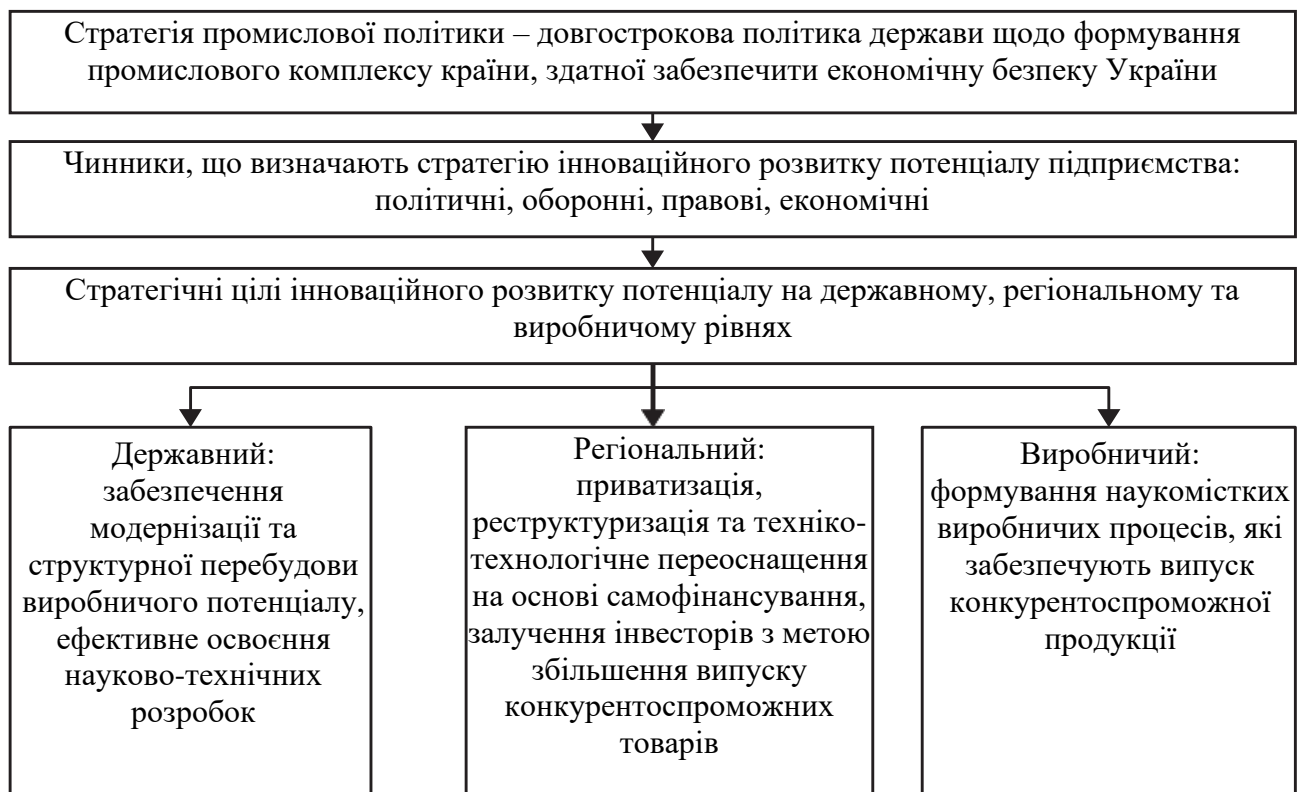 Стратегія промислової політики – довгострокова політика держави щодо формування
промислового комплексу країни, здатної забезпечити економічну безпеку України
Чинники, що визначають стратегію інноваційного розвитку потенціалу підприємства:
політичні, оборонні, правові, економічні
Стратегічні цілі інноваційного розвитку потенціалу на державному, регіональному та
виробничому рівнях
Державний:
забезпечення
модернізації та
структурної перебудови
виробничого потенціалу,
ефективне освоєння
науково-технічних
розробок
Регіональний:
приватизація,
реструктуризація та техніко-
технологічне переоснащення
на основі самофінансування,
залучення інвесторів з метою
збільшення випуску
конкурентоспроможних
товарів
Виробничий:
формування наукомістких
виробничих процесів, які
забезпечують випуск
конкурентоспроможної
продукції